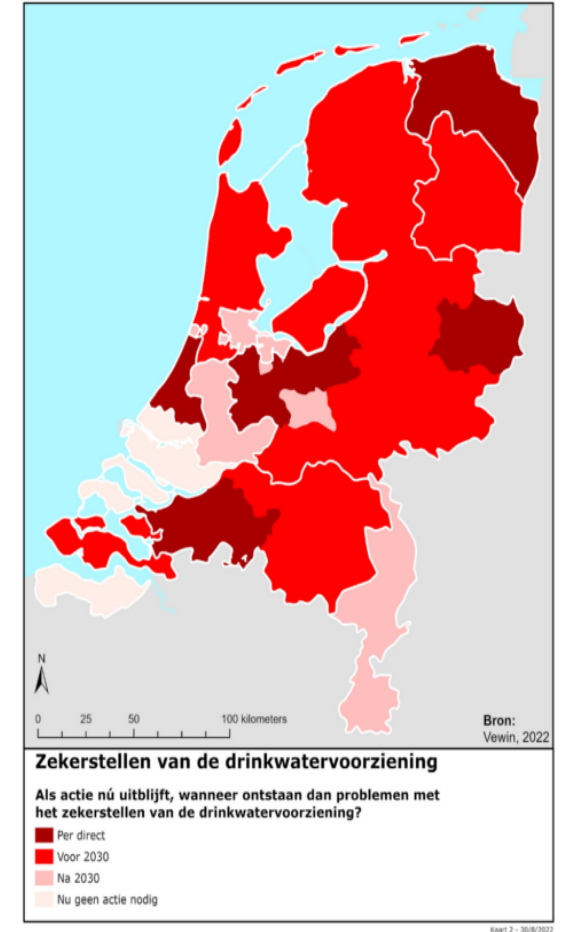 N
0 25 50 100 kilometers
Bron:
Vewin, 2022
Zekerstellen van de drinkwatervoorziening
Als actie nú uitblijft, wanneer ontstaan dan problemen met
het zekerstellen van de drinkwatervoorziening?
Per direct
Voor 2030
Na 2030
Nu geen actie nodig
Kaart 2 - 30/8/2022